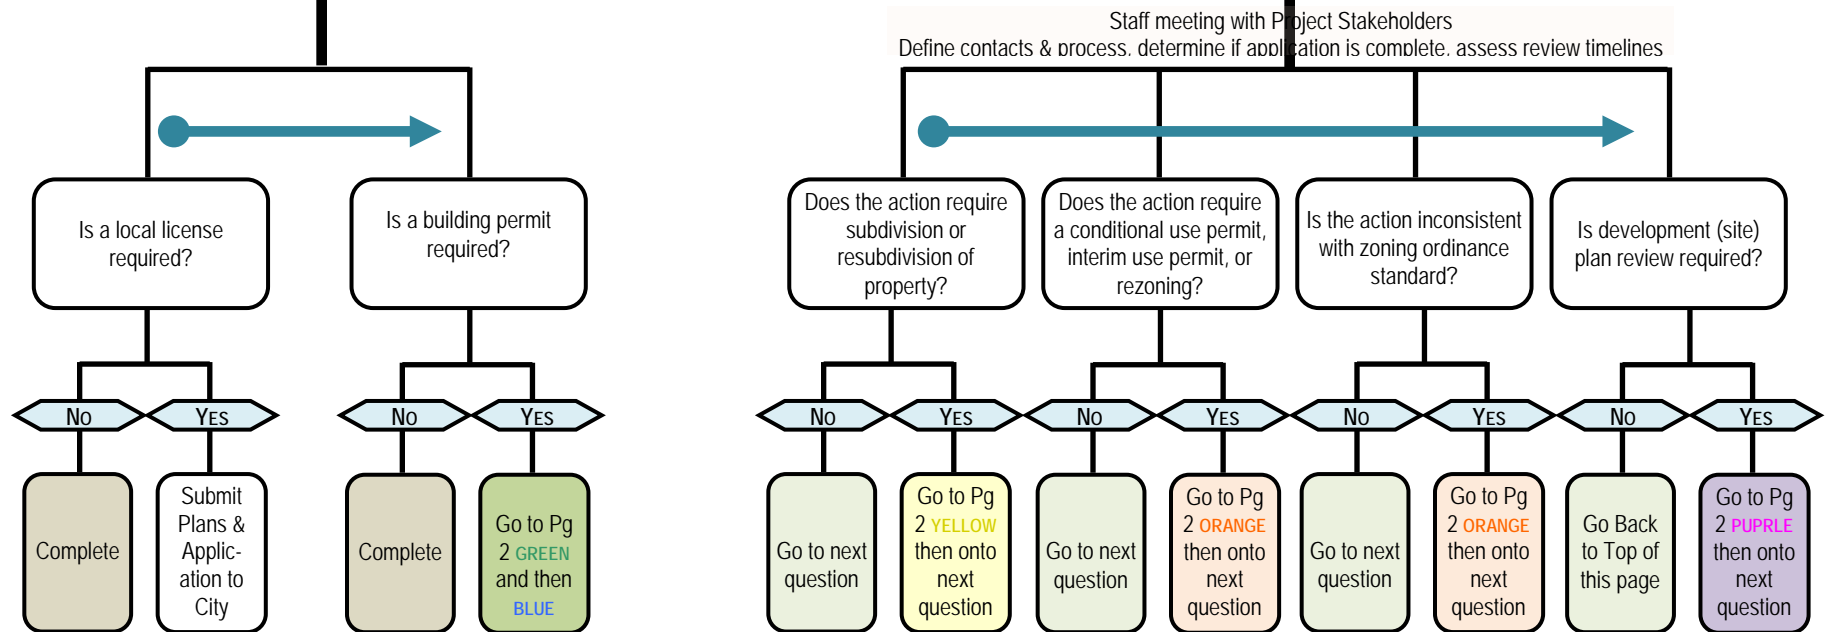 Staff meeting with Project Stakeholders
Define contacts & process, determine if application is complete, assess review timelines
Is a local license
required?
Is a building permit
required?
Does the action require
subdivision or
resubdivision of
property?
Does the action require
a conditional use permit,
interim use permit, or
rezoning?
Is the action inconsistent
with zoning ordinance
standard?
Is development (site)
plan review required?
NO
YES
NO
YES
NO
YES
NO
YES
NO
YES
NO
YES
Complete
Submit
Plans &
Applic-
ation to
City
Complete
Go to Pg
2 GREEN
and then
BLUE
Go to next
question
Go to Pg
2 YELLOW
then onto
next
question
Go to next
question
Go to Pg
2 ORANGE
then onto
next
question
Go to next
question
Go to Pg
2 ORANGE
then onto
next
question
Go Back
to Top of
this page
Go to Pg
2 PUPRLE
then onto
next
question